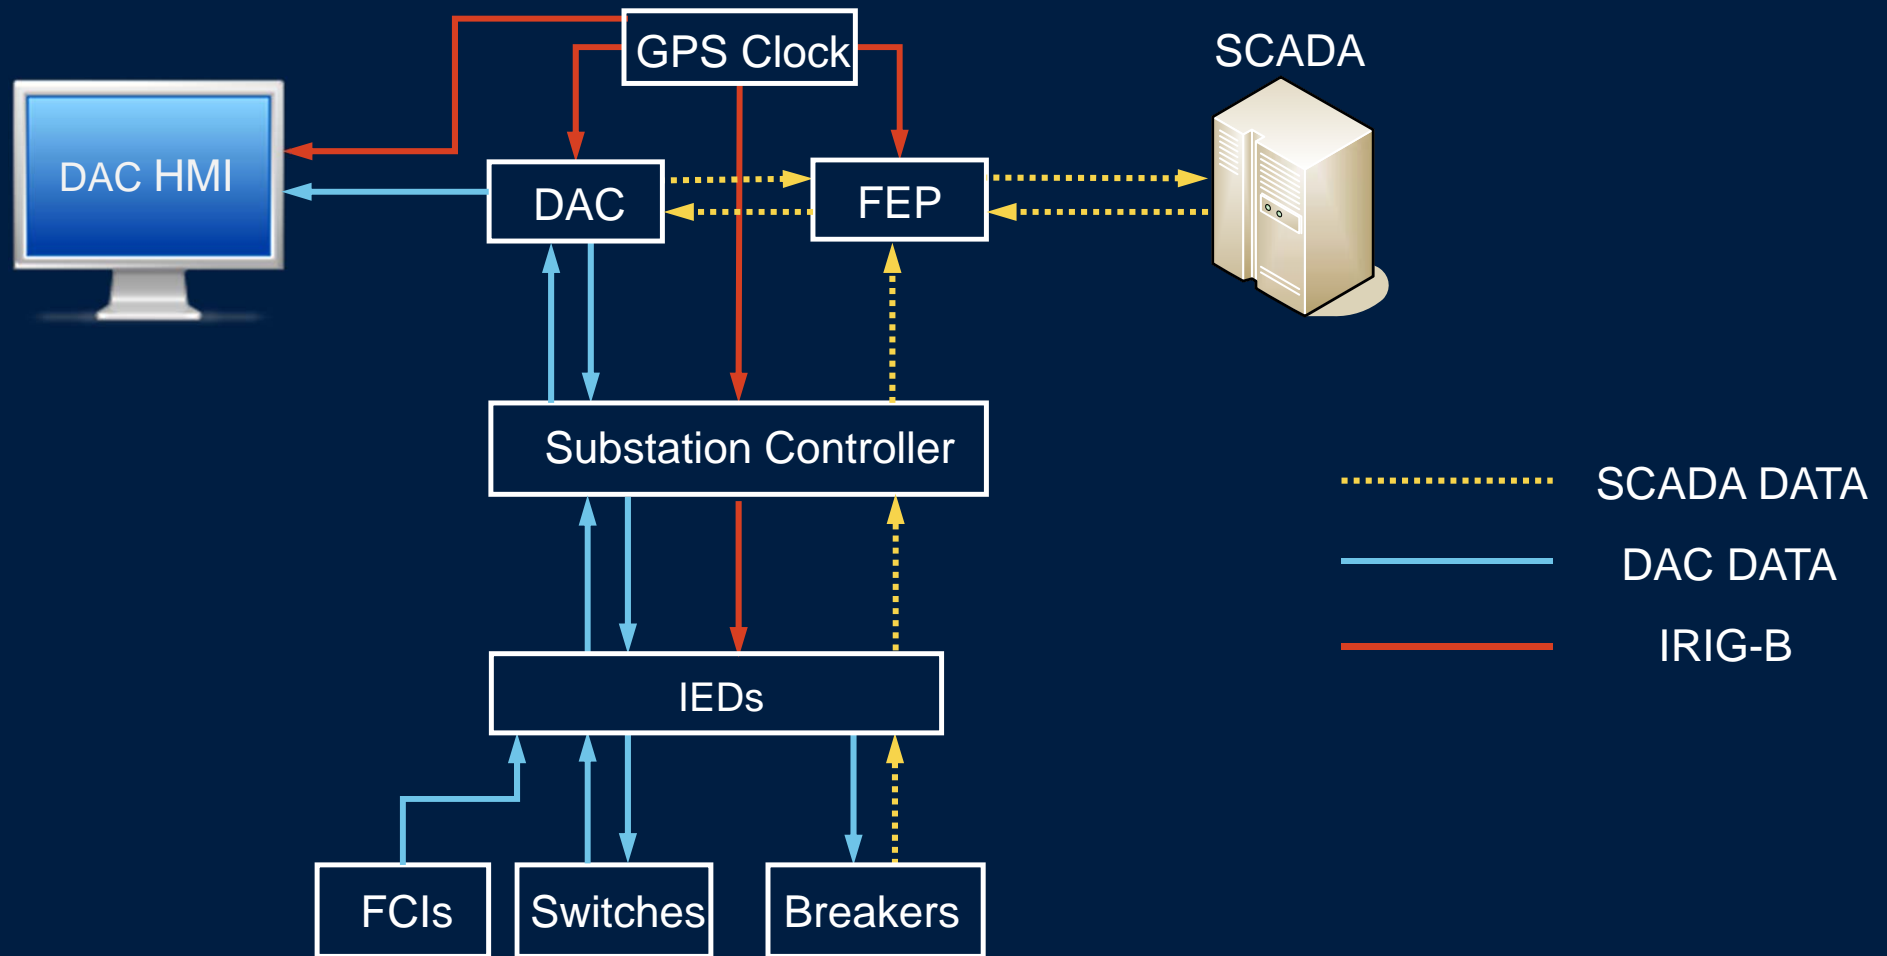 GPS Clock
SCADA
DAC HMI
DAC
FEP
Substation Controller
SCADA DATA
DAC DATA
IRIG-B
IEDs
FCIs
Switches
Breakers